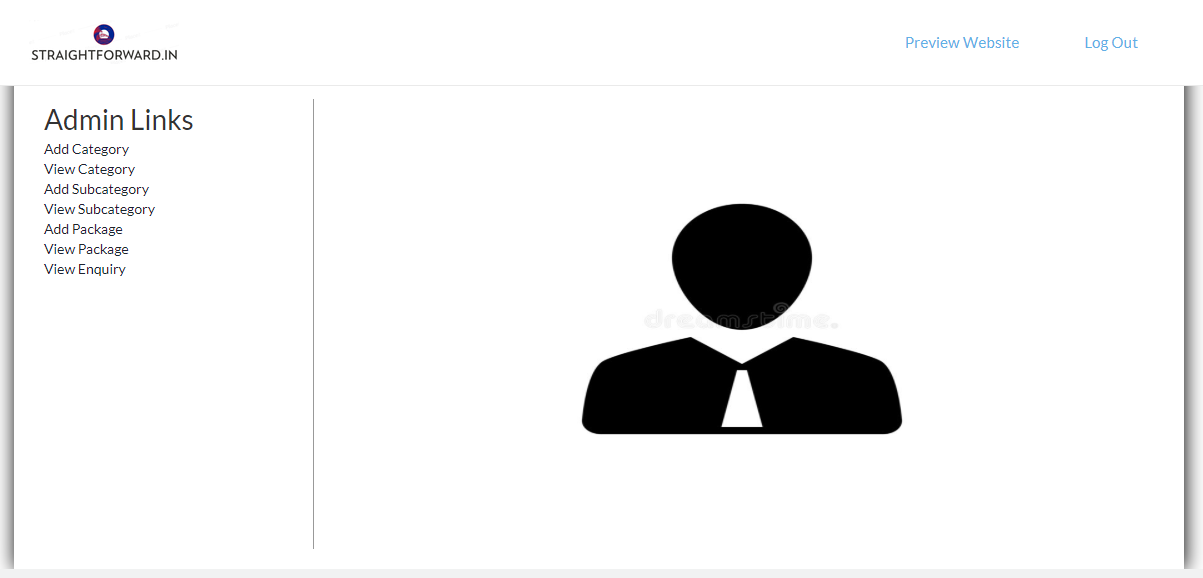 STRAIGHTFORWARD.IN
Preview Website
Log Out
Admin Links
Add Category
View Category
Add Subcategory
View Subcategory
Add Package
View Package
View Enquiry
dreamstime.